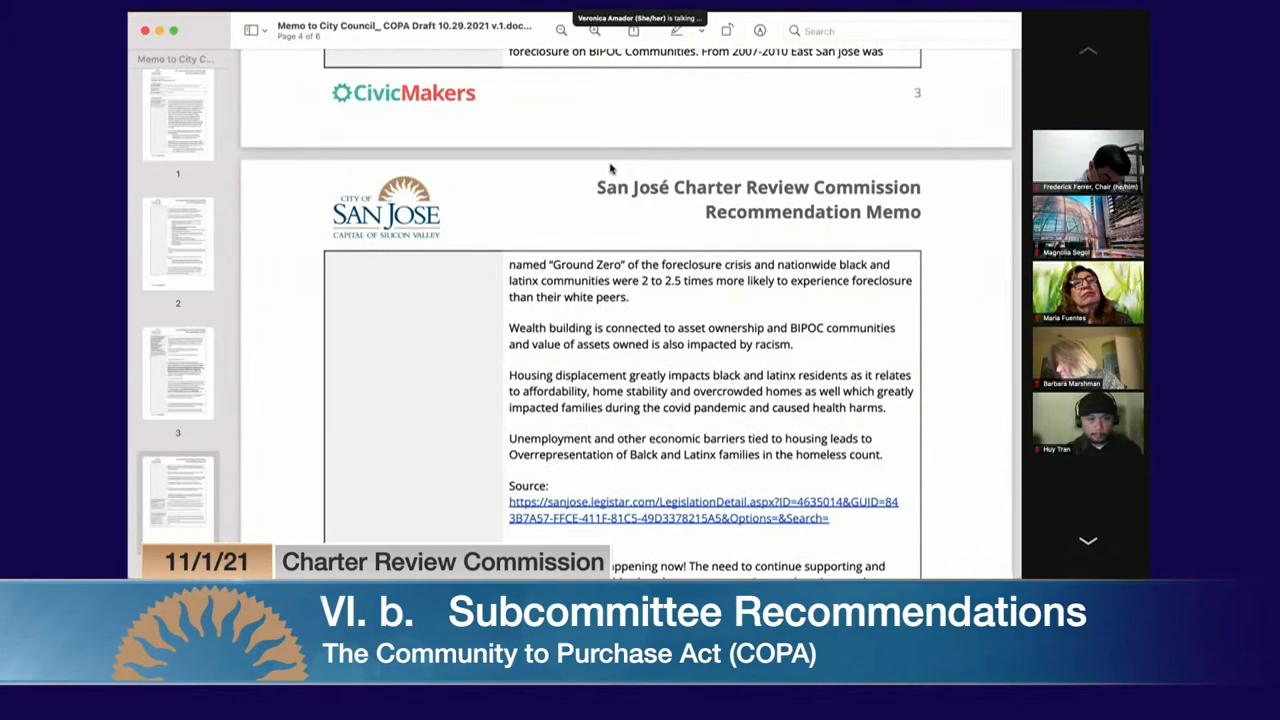 Veronica Amador (She/her) is talking ...
Memo to City Council_ COPA Draft 10.29.2021 v.1.doc...
Page 4 of 6
Search
Memo to City C...
1
2
3
foreclosure on BIPOC Communities. From 2007-2010 East San Jose was
CivicMakers
3
CITY OF
SAN JOSE
CAPITAL OF SILICON VALLEY
San José Charter Review Commission
Recommendation Memo
named “Ground Zero” of the foreclosure crisis and nationwide black and
latinx communities were 2 to 2.5 times more likely to experience foreclosure
than their white peers.
Wealth building is connected to asset ownership and BIPOC communities
and value of assets owned is also impacted by racism.
Housing displacement greatly impacts black and latinx residents as it relates
to affordability, home stability and overcrowded homes as well which greatly
impacted families during the covid pandemic and caused health harms.
Unemployment and other economic barriers tied to housing leads to
Overrepresentation of Balck and Latinx families in the homeless count.
Source:
https://sanjose.legistar.com/LegislationDetail.aspx?ID=4635014&GUID=84
3B7A57-FFCE-411F-81C5-49D3378215A5&Options=&Search=
ppening now! The need to continue supporting and
Frederick Ferrer, Chair (he/him)
Magnolia Segol
Maria Fuentes
Barbara Marshman
Huy Tran
11/1/21 Charter Review Commission
VI. b. Subcommittee Recommendations
The Community to Purchase Act (COPA)